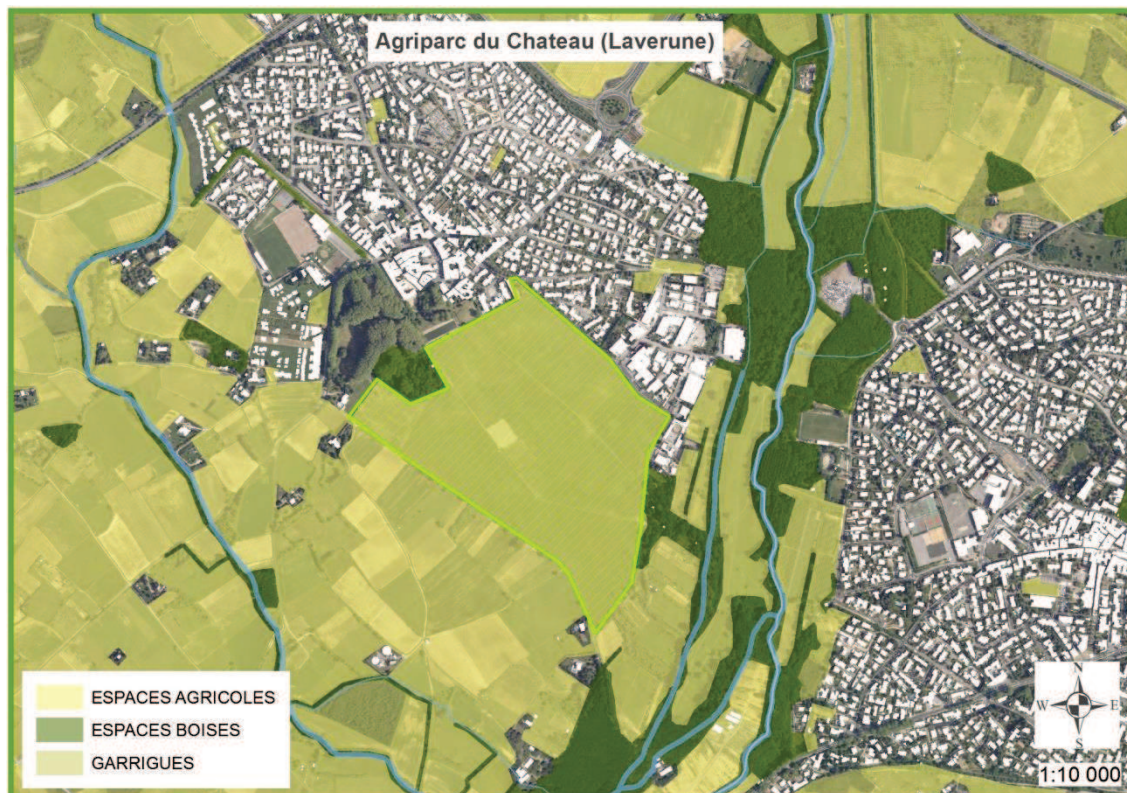 Agriparc du Chateau (Laverune)
ESPACES AGRICOLES
ESPACES BOISES
GARRIGUES
N
W E
S
1:10 000